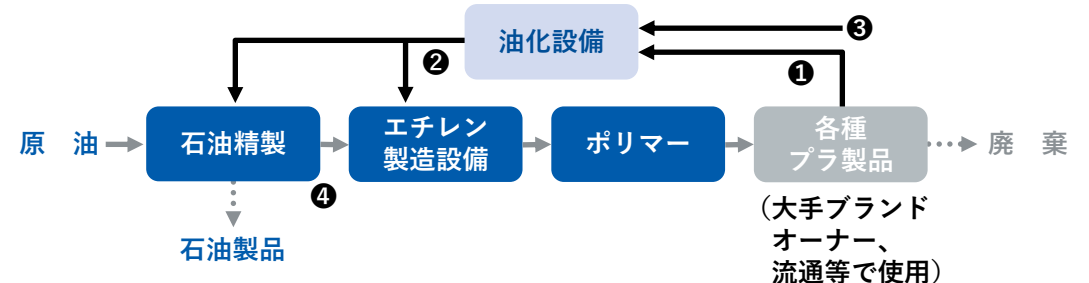 油化設備
❸
❷
❶
原　油
石油精製
エチレン
製造設備
ポリマー
各種
プラ製品
廃　棄
❹
石油製品
（大手ブランド
オーナー、
流通等で使用）